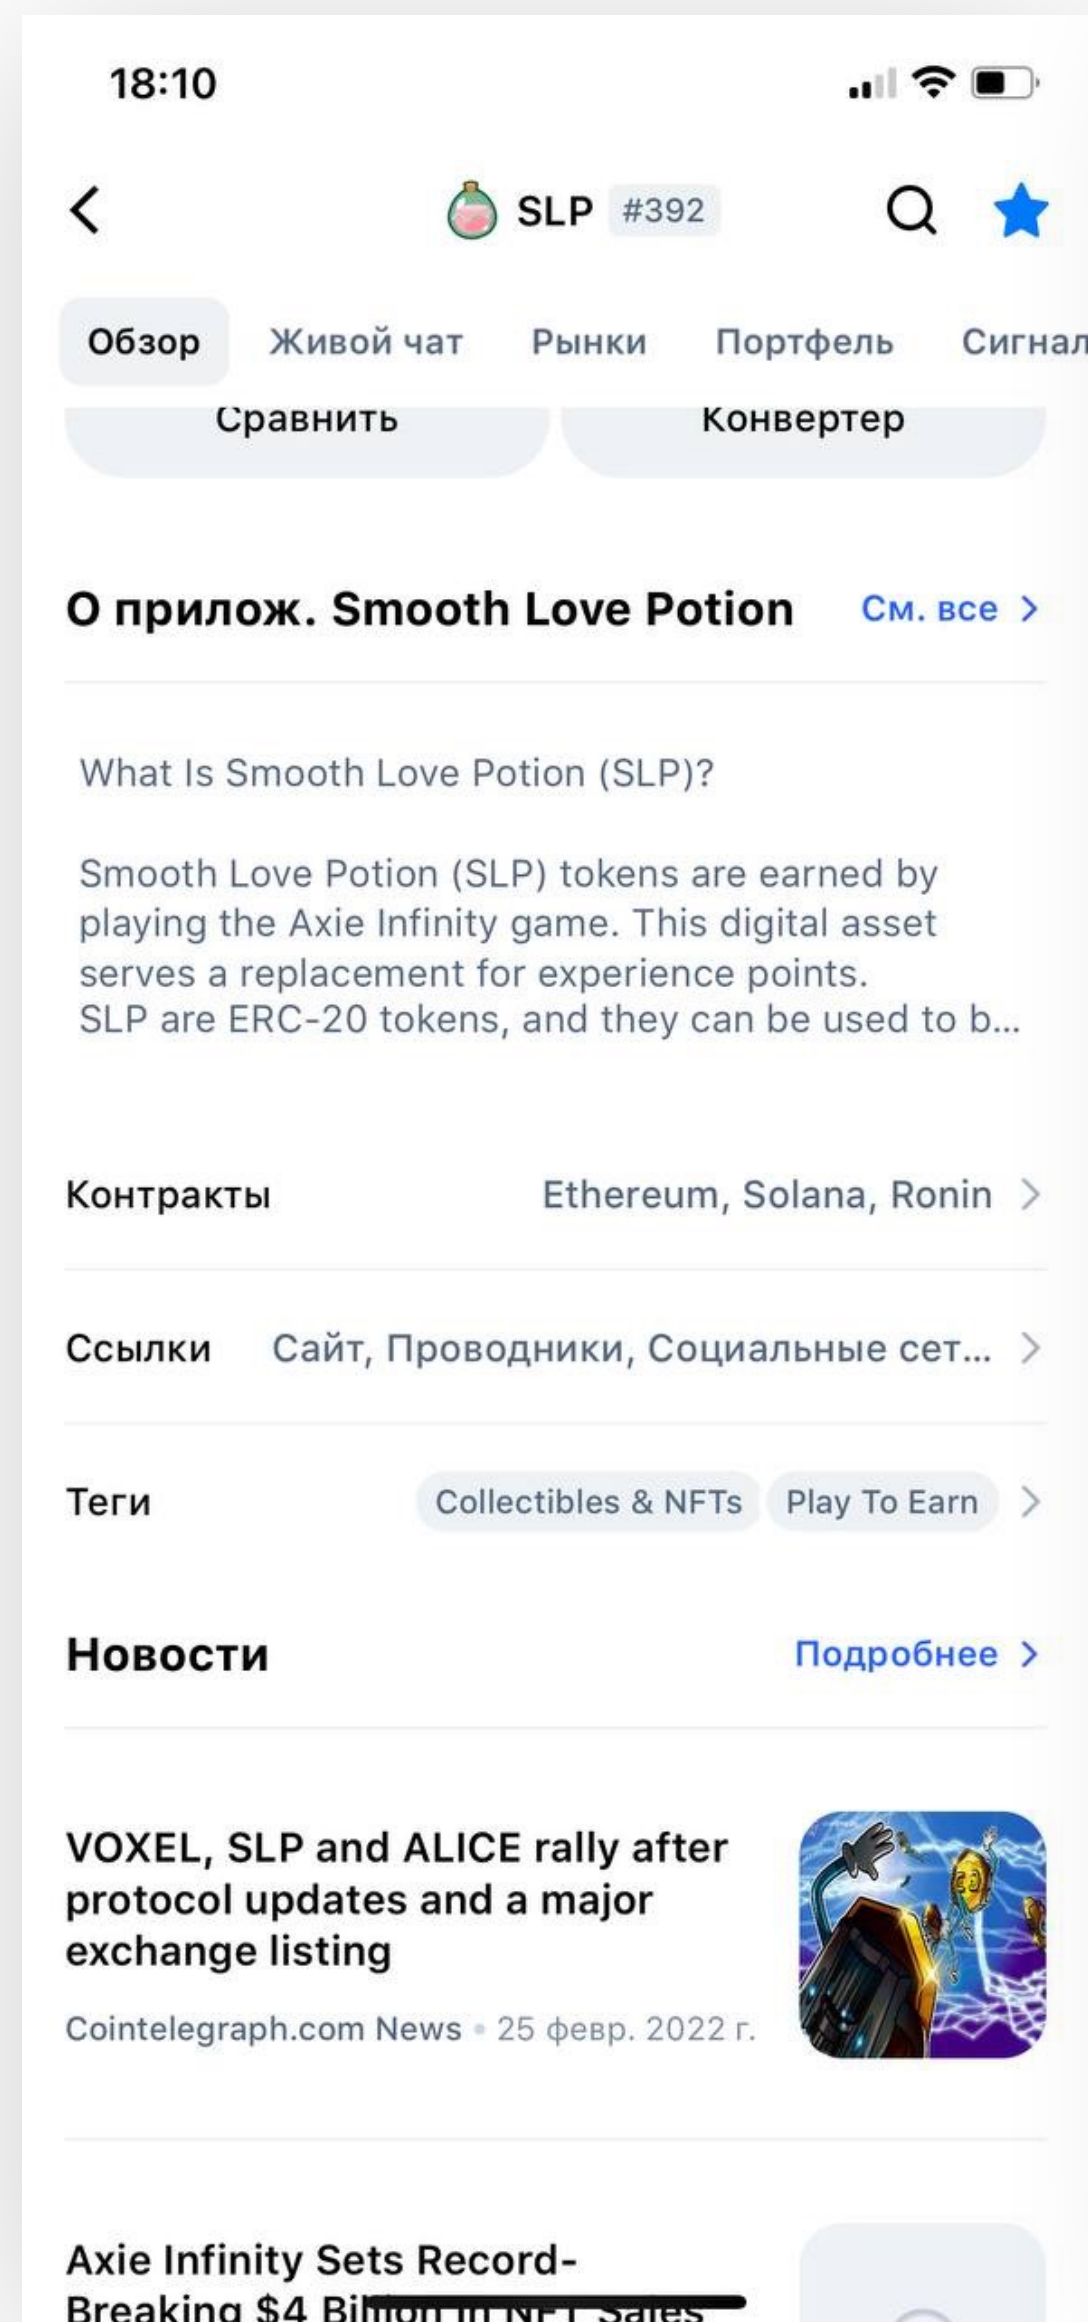 18:10
SLP #392
Обзор Живой чат Рынки Портфель Сигнал
Сравнить Конвертер
О прилож. Smooth Love Potion См. все
What Is Smooth Love Potion (SLP)?
Smooth Love Potion (SLP) tokens are earned by
playing the Axie Infinity game. This digital asset
serves a replacement for experience points.
SLP are ERC-20 tokens, and they can be used to b...
Контракты Ethereum, Solana, Ronin
Ссылки Сайт, Проводники, Социальные сет...
Теги Collectibles & NFTs Play To Earn
Новости Подробнее
VOXEL, SLP and ALICE rally after
protocol updates and a major
exchange listing
Cointelegraph.com News • 25 февр. 2022 г.
Axie Infinity Sets Record-
Breaking $4 Billion in NFT Sales